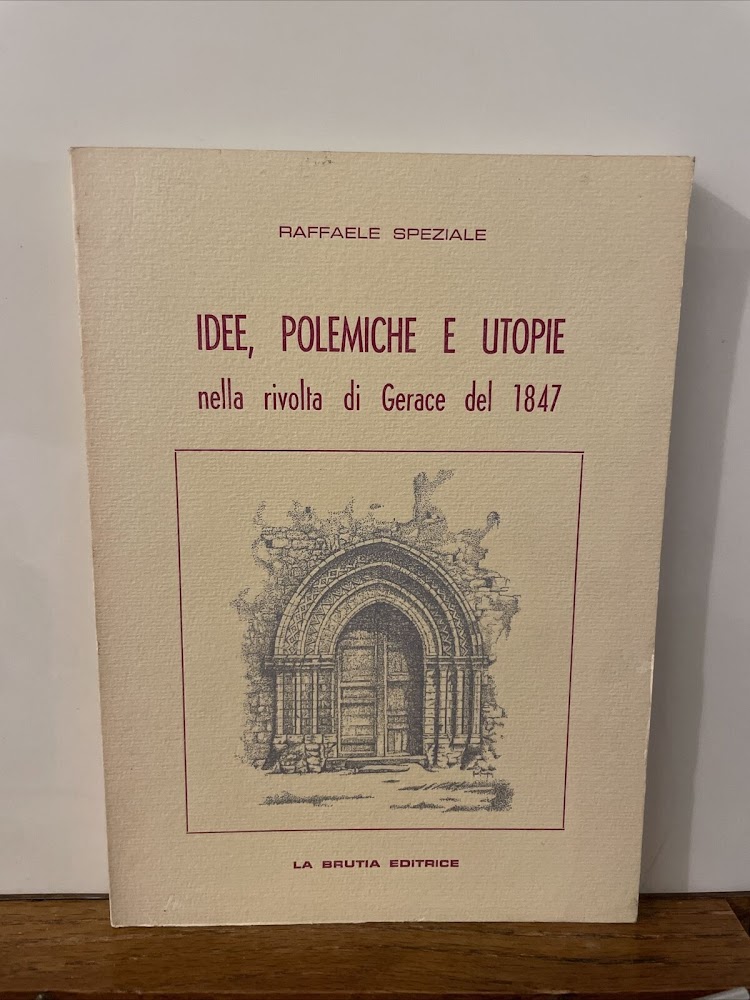 RAFFAELE SPEZIALE
IDEE, POLEMICHE E UTOPIE
nella rivolta di Gerace del 1847
LA BRUTIA EDITRICE